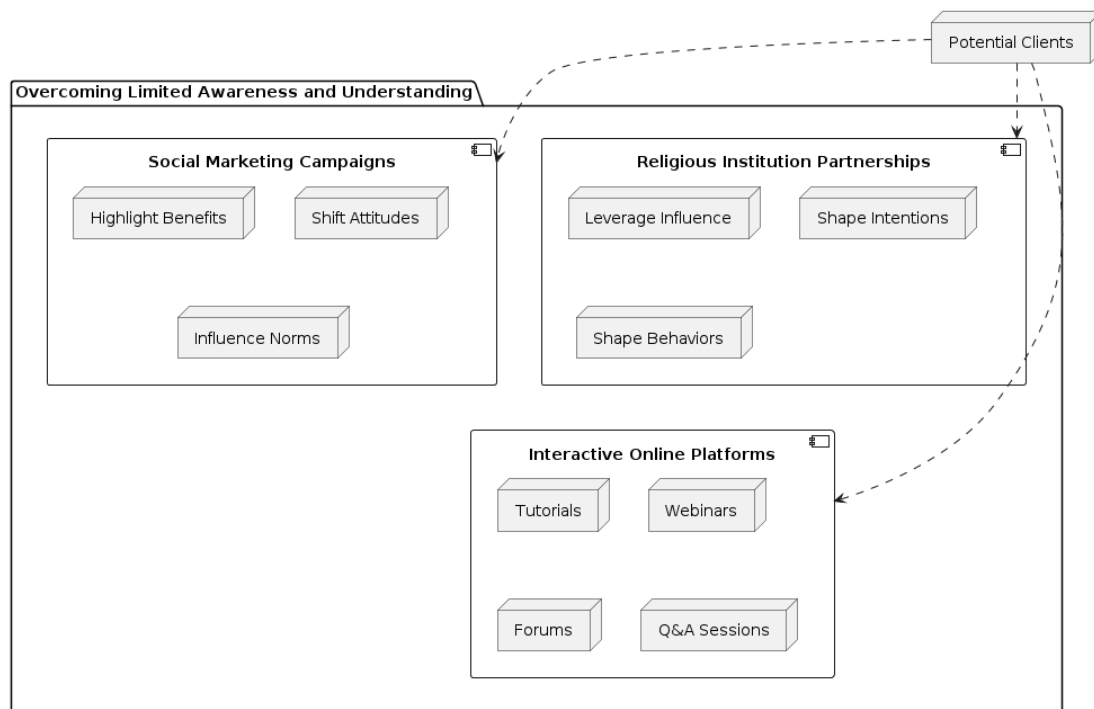 Potential Clients
Overcoming Limited Awareness and Understanding
Social Marketing Campaigns
Highlight Benefits
Shift Attitudes
Influence Norms
Religious Institution Partnerships
Leverage Influence
Shape Intentions
Shape Behaviors
Interactive Online Platforms
Tutorials
Webinars
Forums
Q&A Sessions